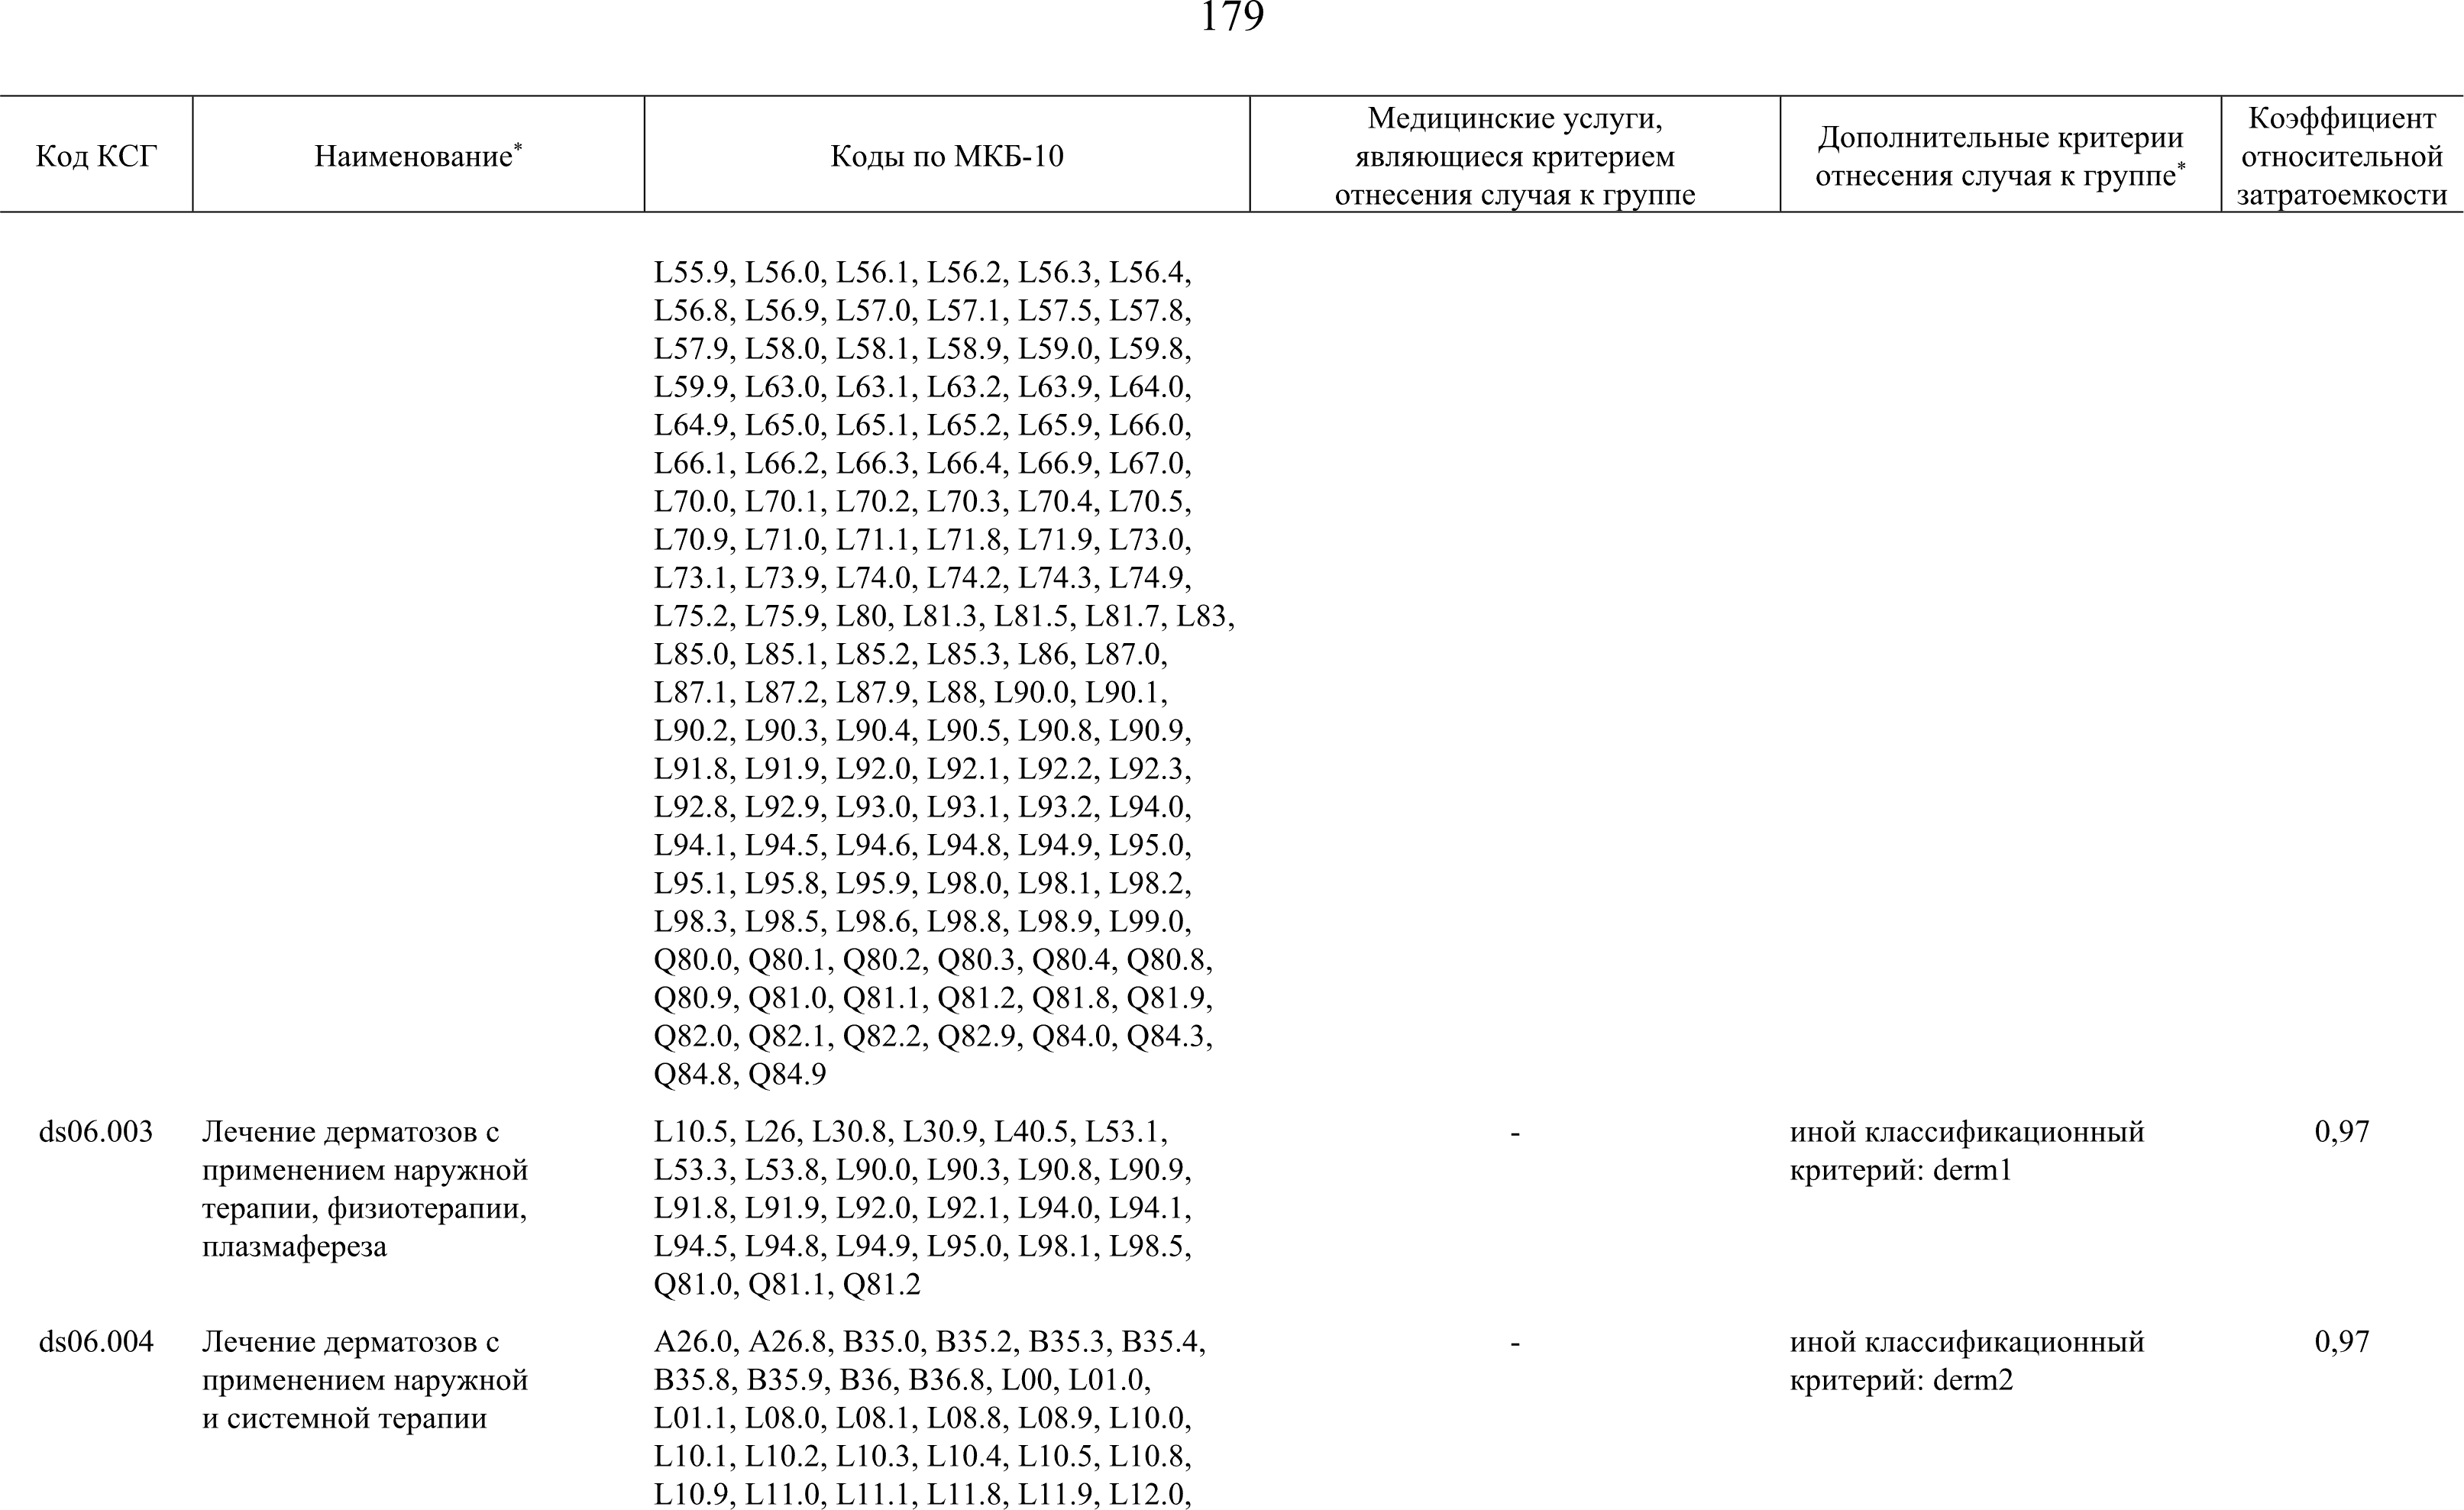 179
Код КСГ
Наименование*
Коды по МКБ-10
Медицинские услуги,
являющиеся критерием
отнесения случая к группе
Дополнительные критерии
отнесения случая к группе*
Коэффициент
относительной
затратоемкости
L55.9, L56.0, L56.1, L56.2, L56.3, L56.4,
L56.8, L56.9, L57.0, L57.1, L57.5, L57.8,
L57.9, L58.0, L58.1, L58.9, L59.0, L59.8,
L59.9, L63.0, L63.1, L63.2, L63.9, L64.0,
L64.9, L65.0, L65.1, L65.2, L65.9, L66.0,
L66.1, L66.2, L66.3, L66.4, L66.9, L67.0,
L70.0, L70.1, L70.2, L70.3, L70.4, L70.5,
L70.9, L71.0, L71.1, L71.8, L71.9, L73.0,
L73.1, L73.9, L74.0, L74.2, L74.3, L74.9,
L75.2, L75.9, L80, L81.3, L81.5, L81.7, L83,
L85.0, L85.1, L85.2, L85.3, L86, L87.0,
L87.1, L87.2, L87.9, L88, L90.0, L90.1,
L90.2, L90.3, L90.4, L90.5, L90.8, L90.9,
L91.8, L91.9, L92.0, L92.1, L92.2, L92.3,
L92.8, L92.9, L93.0, L93.1, L93.2, L94.0,
L94.1, L94.5, L94.6, L94.8, L94.9, L95.0,
L95.1, L95.8, L95.9, L98.0, L98.1, L98.2,
L98.3, L98.5, L98.6, L98.8, L98.9, L99.0,
Q80.0, Q80.1, Q80.2, Q80.3, Q80.4, Q80.8,
Q80.9, Q81.0, Q81.1, Q81.2, Q81.8, Q81.9,
Q82.0, Q82.1, Q82.2, Q82.9, Q84.0, Q84.3,
Q84.8, Q84.9
ds06.003
Лечение дерматозов с
применением наружной
терапии, физиотерапии,
плазмафереза
L10.5, L26, L30.8, L30.9, L40.5, L53.1,
L53.3, L53.8, L90.0, L90.3, L90.8, L90.9,
L91.8, L91.9, L92.0, L92.1, L94.0, L94.1,
L94.5, L94.8, L94.9, L95.0, L98.1, L98.5,
Q81.0, Q81.1, Q81.2
-
иной классификационный
критерий: derm1
0,97
ds06.004
Лечение дерматозов с
применением наружной
и системной терапии
A26.0, A26.8, B35.0, B35.2, B35.3, B35.4,
B35.8, B35.9, B36, B36.8, L00, L01.0,
L01.1, L08.0, L08.1, L08.8, L08.9, L10.0,
L10.1, L10.2, L10.3, L10.4, L10.5, L10.8,
L10.9, L11.0, L11.1, L11.8, L11.9, L12.0,
-
иной классификационный
критерий: derm2
0,97